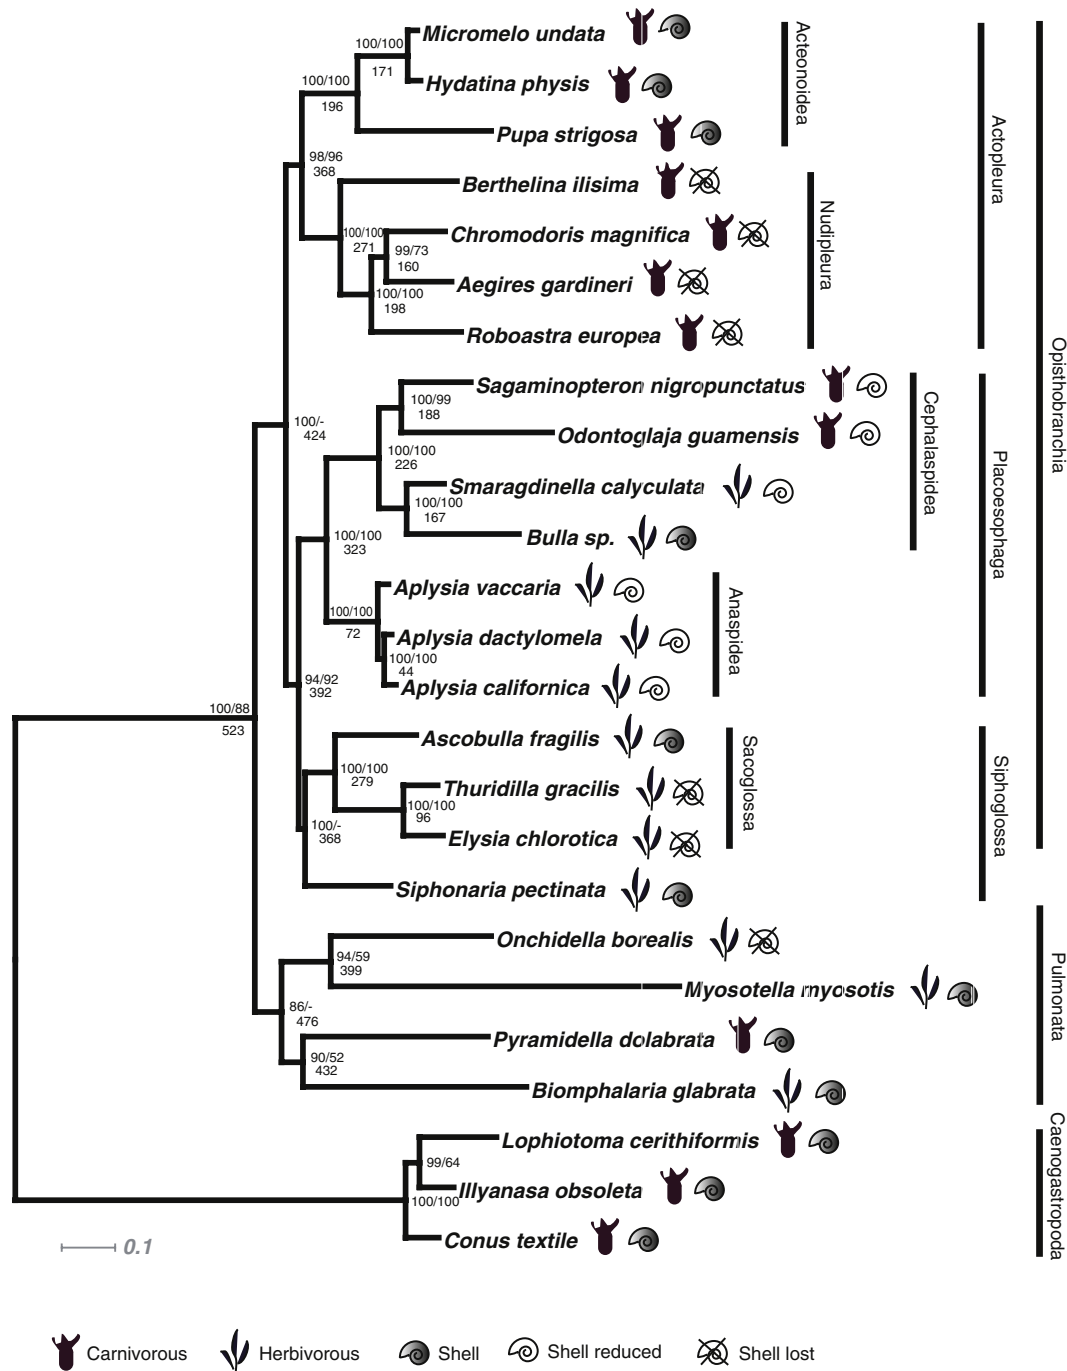 Micromelo undata
100/100
171
Hydatina physis
100/100
196
Pupa strigosa
Acteonoidea
98/96
368
Berthelina ilisima
Actopleura
100/100
271
Chromodoris magnifica
99/73
160
Nudipleura
Aegires gardineri
100/100
198
Roboastra europea
Opisthobranchia
Sagaminopteron nigropunctatus
100/99
188
100/-
424
Odontoglaja guamensis
Cephalaspidea
100/100
226
Smaragdinella calyculata
Placoesophaga
100/100
167
Bulla sp.
100/100
323
Aplysia vaccaria
100/100
72
Anaspidea
Aplysia dactylomela
100/100
44
94/92
392
Aplysia californica
100/88
523
Ascobulla fragilis
100/100
279
Sacoglossa
Siphoglossa
Thuridilla gracilis
100/100
96
100/-
368
Elysia chlorotica
Siphonaria pectinata
Onchidella borealis
94/59
399
Myosotella myosotis
Pulmonata
86/-
476
Pyramidella dolabrata
90/52
432
Biomphalaria glabrata
Lophiotoma cerithiformis
99/64
Caenogastropoda
Illyanasa obsoleta
100/100
Conus textile
0.1
Carnivorous
Herbivorous
Shell
Shell reduced
Shell lost